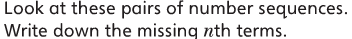 Look at these pairs of number sequences.
Write down the missing nth terms.